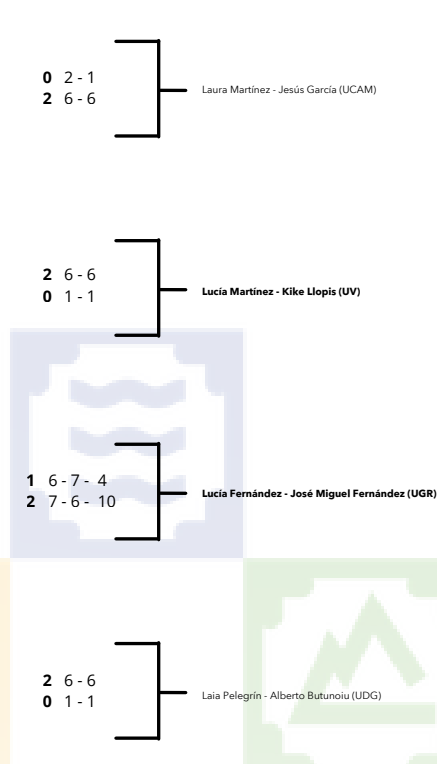 0 2 - 1
2 6 - 6
Laura Martínez - Jesús García (UCAM)
2 6 - 6
0 1 - 1
Lucía Martínez - Kike Llopis (UV)
1 6 - 7 - 4
2 7 - 6 - 10
Lucía Fernández - José Miguel Fernández (UGR)
2 6 - 6
0 1 - 1
Laia Pelegrín - Alberto Butunoiu (UDG)